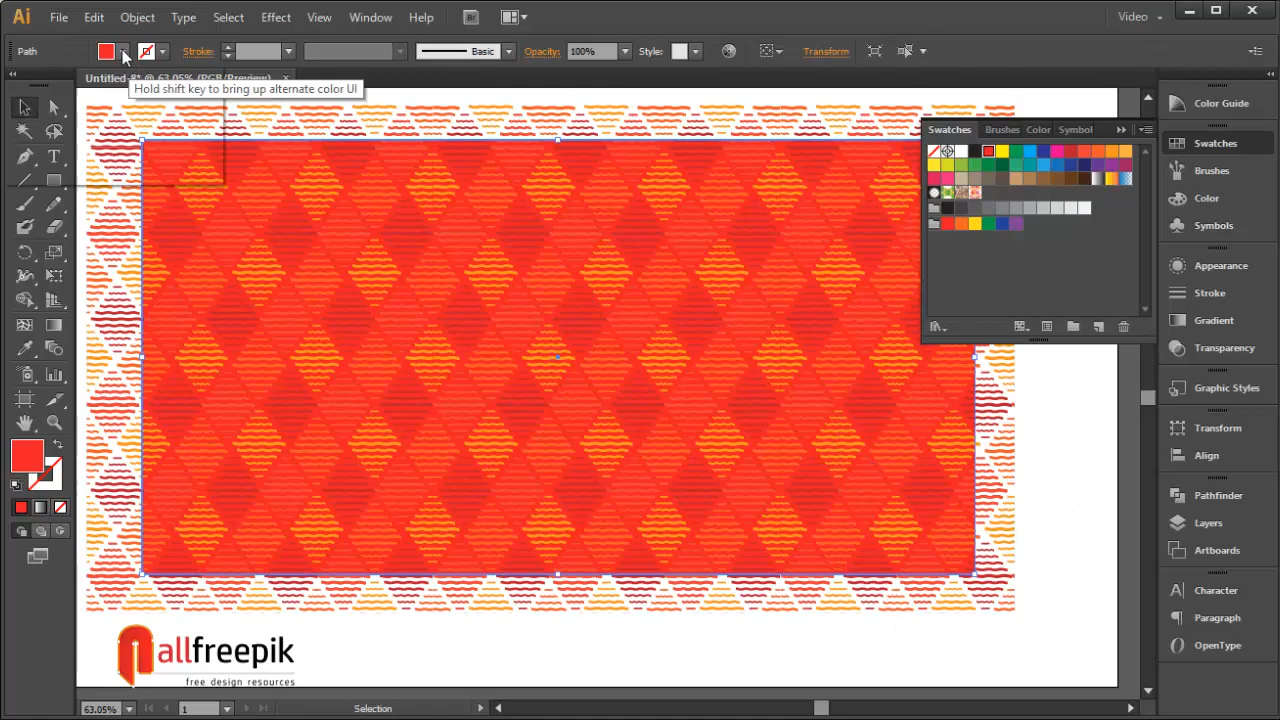 Ai File Edit Object Type Select Effect View Window Help Br Video
Path Stroke: Basic Opacity: 100% Style: Transform
Untitled-8* @ 63.05% (RGB/Preview)
Hold shift key to bring up alternate color UI
Swatches Brushes Color Symbol
Color Guide
Swatches
Brushes
Color
Symbols
Appearance
Stroke
Gradient
Transparency
Graphic Styles
Transform
Align
Pathfinder
Layers
Artboards
Character
Paragraph
OpenType
allfreepik
free design resources
63.05% 1 Selection